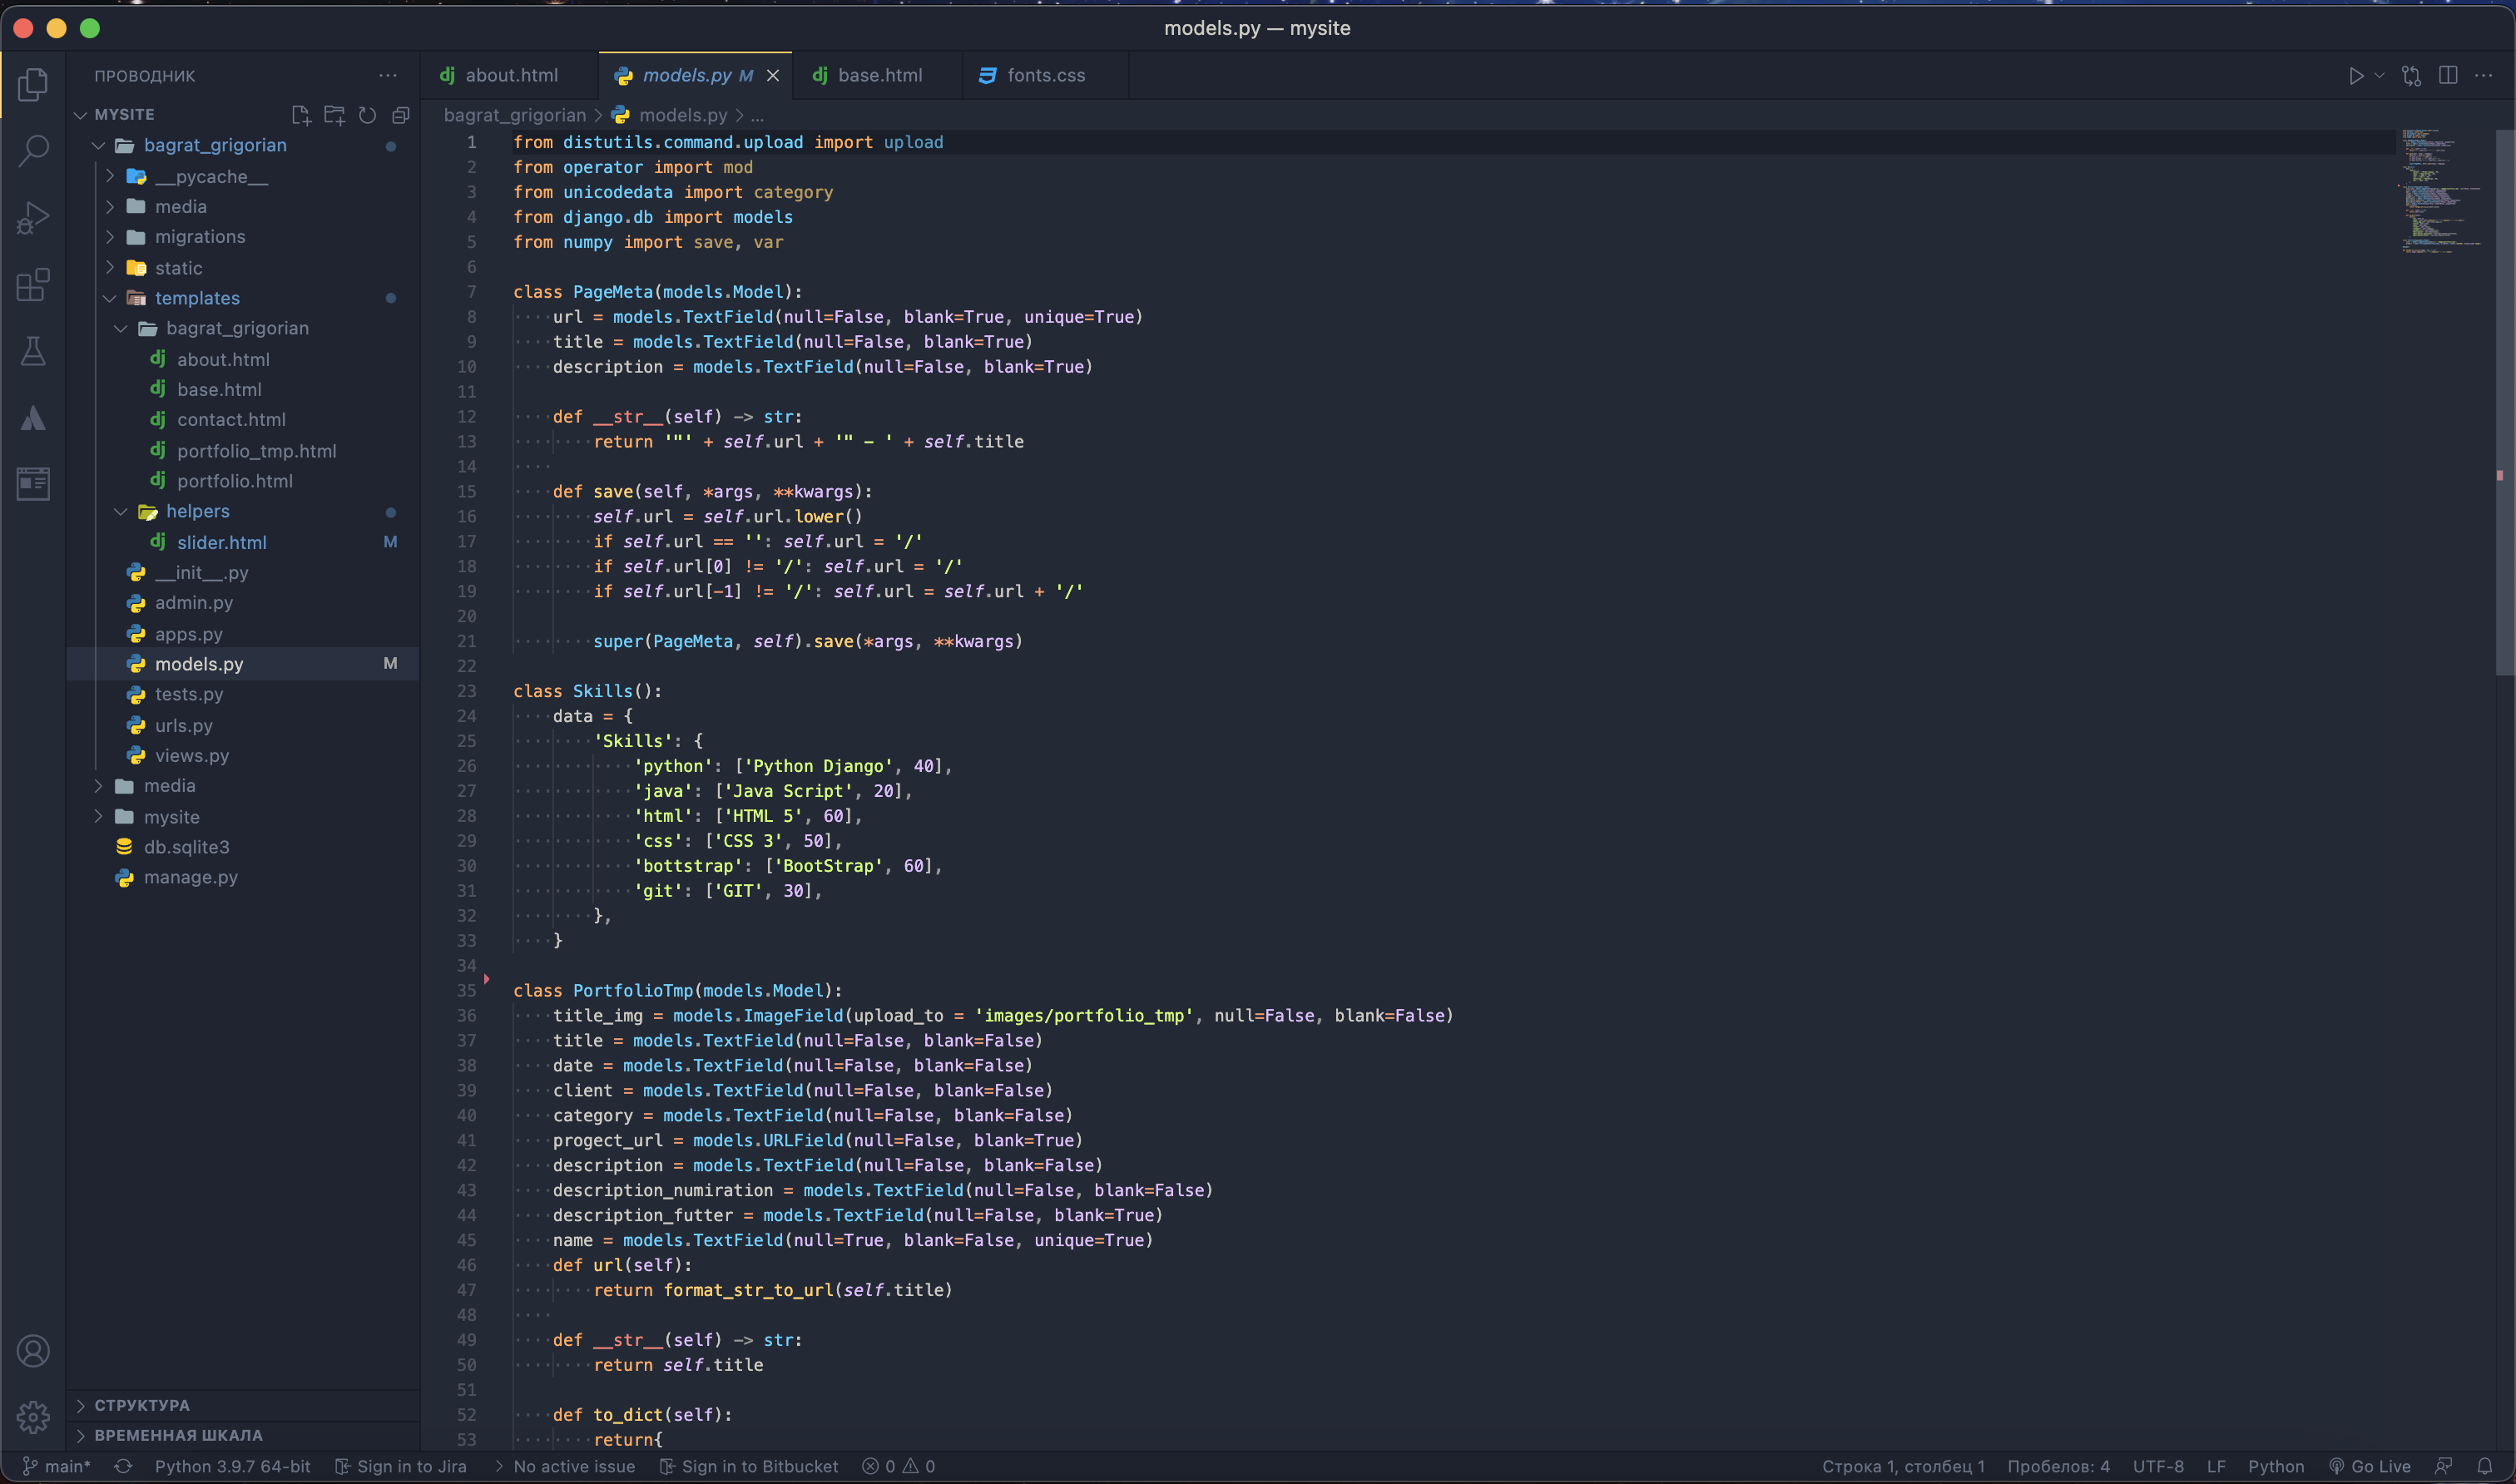 models.py — mysite
ПРОВОДНИК
MYSITE
bagrat_grigorian
__pycache__
media
migrations
static
templates
bagrat_grigorian
about.html
base.html
contact.html
portfolio_tmp.html
portfolio.html
helpers
slider.html M
__init__.py
admin.py
apps.py
models.py M
tests.py
urls.py
views.py
media
mysite
db.sqlite3
manage.py
СТРУКТУРА
ВРЕМЕННАЯ ШКАЛА
about.html models.py M base.html fonts.css
bagrat_grigorian > models.py > ...
1 from distutils.command.upload import upload
2 from operator import mod
3 from unicodedata import category
4 from django.db import models
5 from numpy import save, var
6
7 class PageMeta(models.Model):
8 url = models.TextField(null=False, blank=True, unique=True)
9 title = models.TextField(null=False, blank=True)
10 description = models.TextField(null=False, blank=True)
11
12 def __str__(self) -> str:
13 return '"' + self.url + '" - ' + self.title
14
15 def save(self, *args, **kwargs):
16 self.url = self.url.lower()
17 if self.url == '': self.url = '/'
18 if self.url[0] != '/': self.url = '/'
19 if self.url[-1] != '/': self.url = self.url + '/'
20
21 super(PageMeta, self).save(*args, **kwargs)
22
23 class Skills():
24 data = {
25 'Skills': {
26 'python': ['Python Django', 40],
27 'java': ['Java Script', 20],
28 'html': ['HTML 5', 60],
29 'css': ['CSS 3', 50],
30 'bottstrap': ['BootStrap', 60],
31 'git': ['GIT', 30],
32 },
33 }
34
35 class PortfolioTmp(models.Model):
36 title_img = models.ImageField(upload_to = 'images/portfolio_tmp', null=False, blank=False)
37 title = models.TextField(null=False, blank=False)
38 date = models.TextField(null=False, blank=False)
39 client = models.TextField(null=False, blank=False)
40 category = models.TextField(null=False, blank=False)
41 progect_url = models.URLField(null=False, blank=True)
42 description = models.TextField(null=False, blank=False)
43 description_numiration = models.TextField(null=False, blank=False)
44 description_futter = models.TextField(null=False, blank=True)
45 name = models.TextField(null=True, blank=False, unique=True)
46 def url(self):
47 return format_str_to_url(self.title)
48
49 def __str__(self) -> str:
50 return self.title
51
52 def to_dict(self):
53 return{
main* Python 3.9.7 64-bit Sign in to Jira No active issue Sign in to Bitbucket 0 0 Строка 1, столбец 1 Пробелов: 4 UTF-8 LF Python Go Live